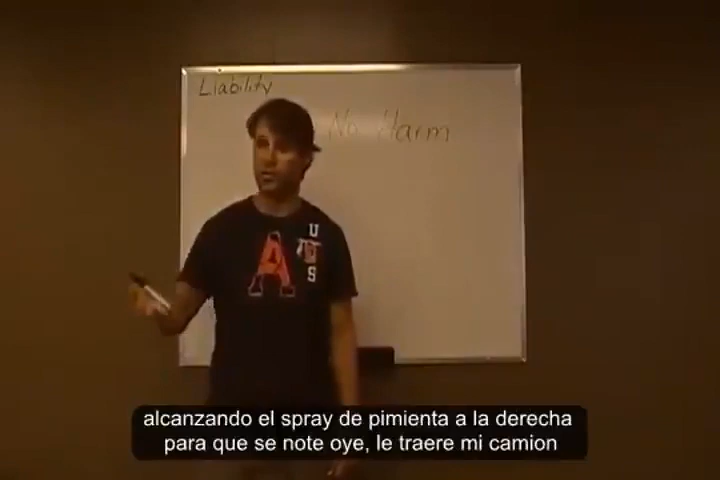 Liability
No Harm
U
A
S
alcanzando el spray de pimienta a la derecha
para que se note oye, le traere mi camion